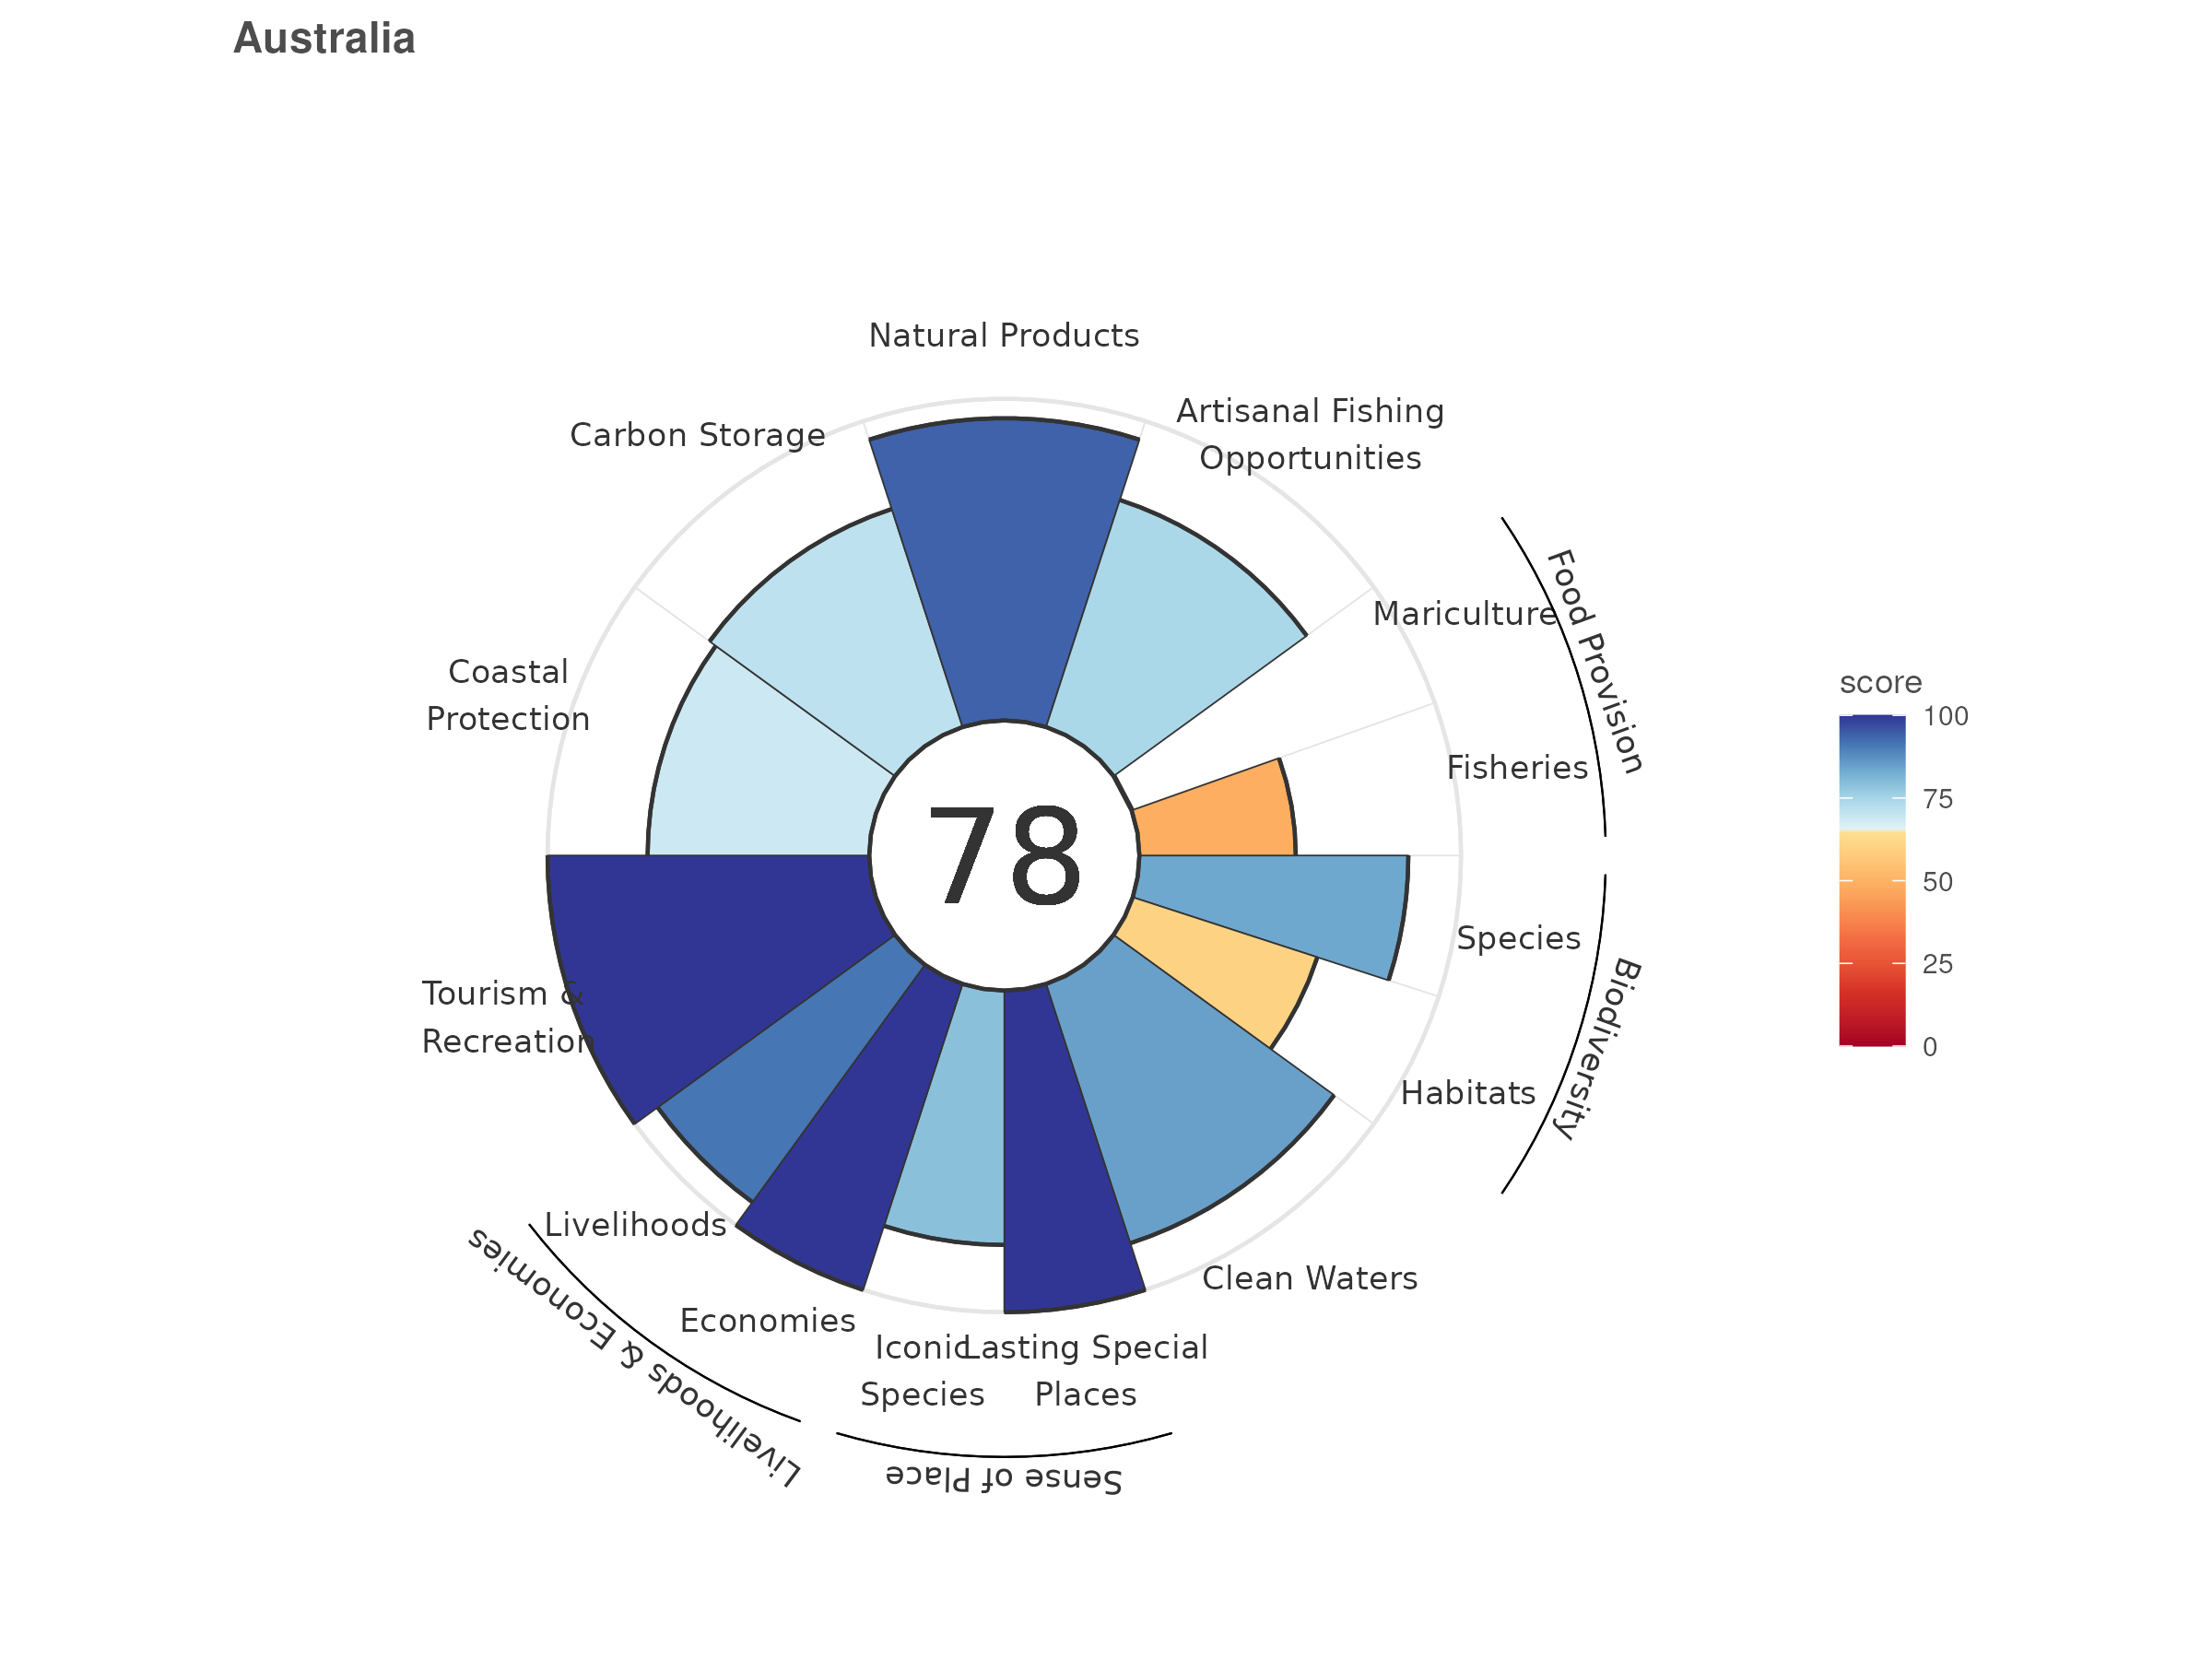 Australia
Natural Products
Artisanal Fishing
Opportunities
Carbon Storage
Mariculture
Food Provision
Coastal
Protection
Fisheries
78
score
100
75
50
25
0
Species
Biodiversity
Tourism &
Recreation
Habitats
Livelihoods
Clean Waters
Economies
Livelihoods & Economies
Iconic
Species
Lasting Special
Places
Sense of Place